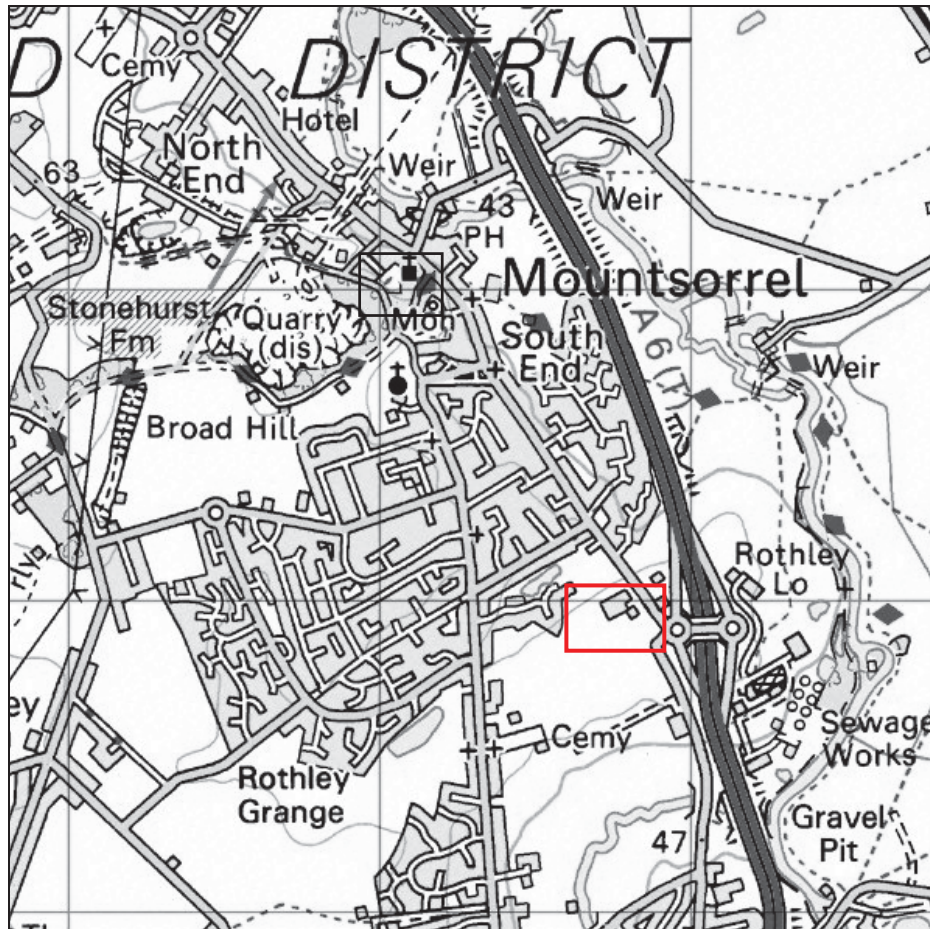 D DISTRICT
Cemy
Hotel
North
End
Weir
63
43
Weir
PH
Mountsorrel
Stonehurst
Fm
Quarry
(dis)
Mon
South
End
A 6(T)
Weir
Broad Hill
Rothley
Lo
Cemy
Sewage
Works
Rothley
Grange
47
Gravel
Pit